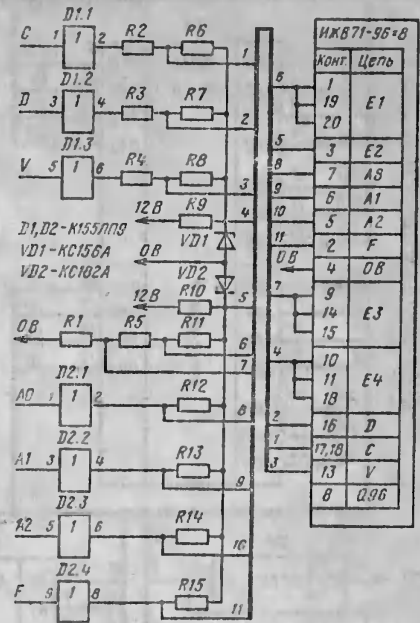 D1.1
C 1 1 2 R2 R6
1
D1.2
D 3 1 4 R3 R7
2
D1.3
V 5 1 6 R4 R8
3
12В R9 4
D1, D2-К155ЛП9
VD1-КС156А
VD2-КС182А
VD1
0В
VD2
12В R10 5
0В R1 R5 R11
6
7
D2.1
A0 1 1 2 R12
8
D2.2
A1 3 1 4 R13
9
D2.3
A2 5 1 6 R14
10
D2.4
F 9 1 8 R15
11
ИЖВ71-96×8
Конт. Цепь
6 1 E1
19
20
5 3 E2
8 7 A8
9 6 A1
10 5 A2
11 2 F
0В 4 0В
7 9 E3
14
15
4 10 E4
11
18
2 16 D
1 17,18 C
3 13 V
8 Q96